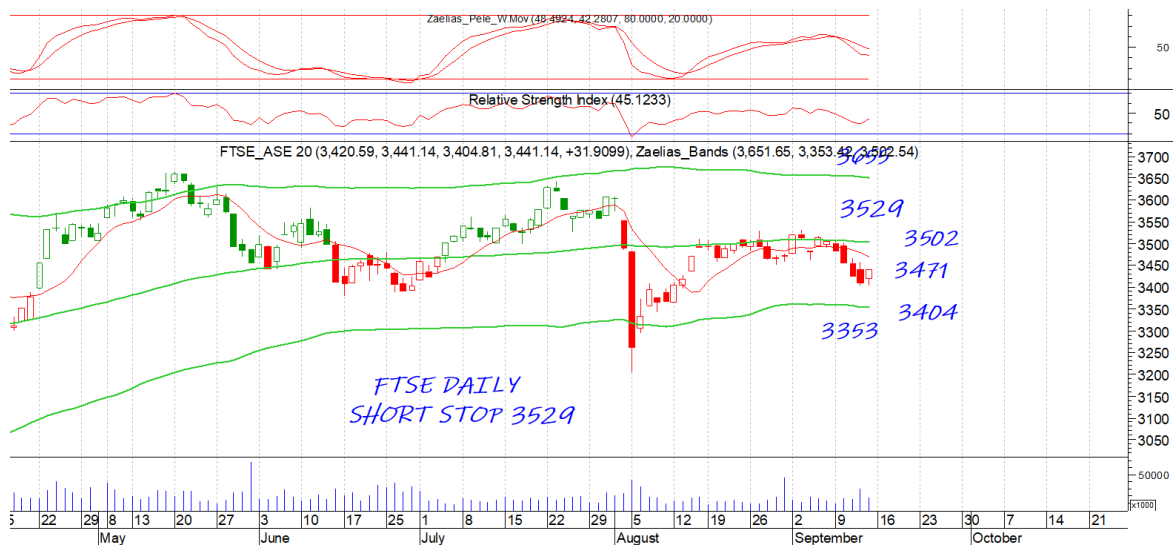 Zaelias_Pele_W.Mov (48.4924, 42.2807, 80.0000, 20.0000)
50
Relative Strength Index (45.1233)
50
FTSE_ASE 20 (3,420.59, 3,441.14, 3,404.81, 3,441.14, +31.9099), Zaelias_Bands (3,651.65, 3,353.42, 3,502.54)
3655
3700
3650
3600
3529
3550
3502
3500
3471
3450
3400
3404
3353
3350
3300
3250
FTSE DAILY
3200
SHORT STOP 3529
3150
3100
3050
50000
x1000
5 22 29 8 13 20 27 3 10 17 25 1 8 15 22 29 5 12 19 26 2 9 16 23 30 7 14 21
May June July August September October